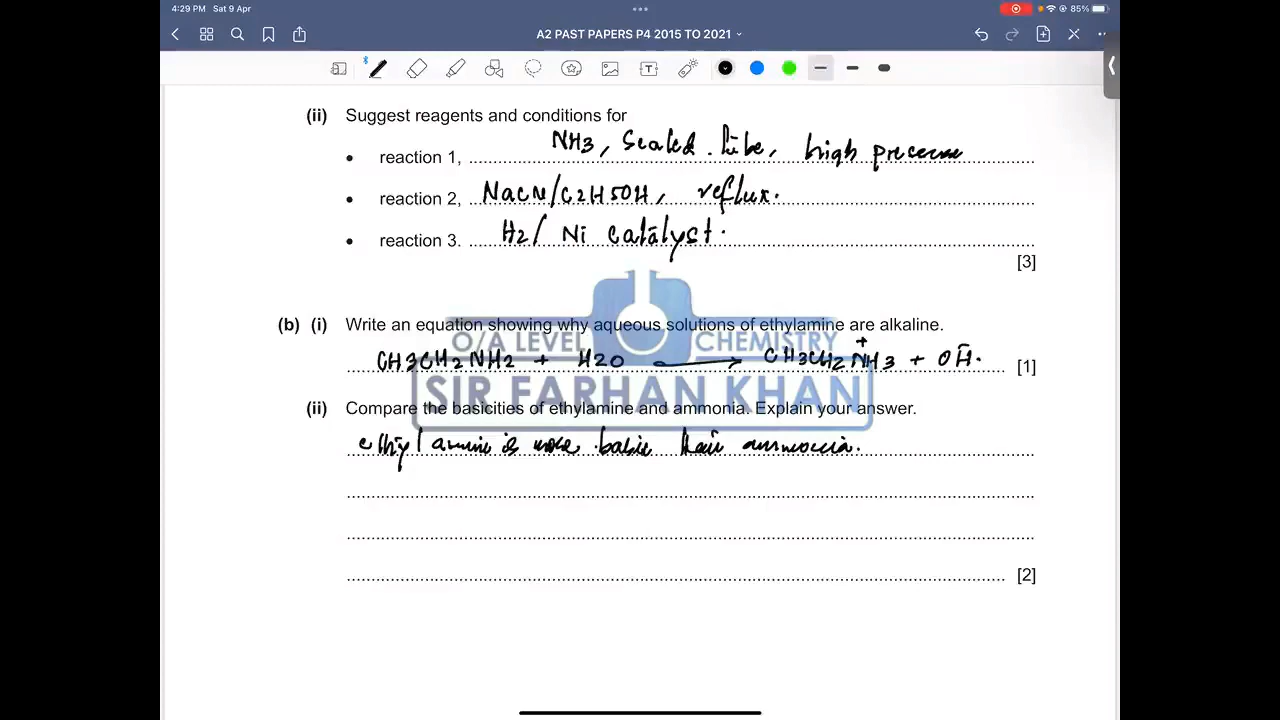 4:29 PM Sat 9 Apr
85%
A2 PAST PAPERS P4 2015 TO 2021
(ii) Suggest reagents and conditions for
• reaction 1, NH3, Sealed tube, high pressure
• reaction 2, NaCN/C2H5OH, reflux.
• reaction 3. H2/ Ni catalyst.
[3]
(b) (i) Write an equation showing why aqueous solutions of ethylamine are alkaline.
O/A LEVEL CHEMISTRY
CH3CH2NH2 + H2O ⟶ CH3CH2N⁺H3 + OH⁻. [1]
SIR FARHAN KHAN
(ii) Compare the basicities of ethylamine and ammonia. Explain your answer.
ethyl amine is more basic than ammonia.
[2]